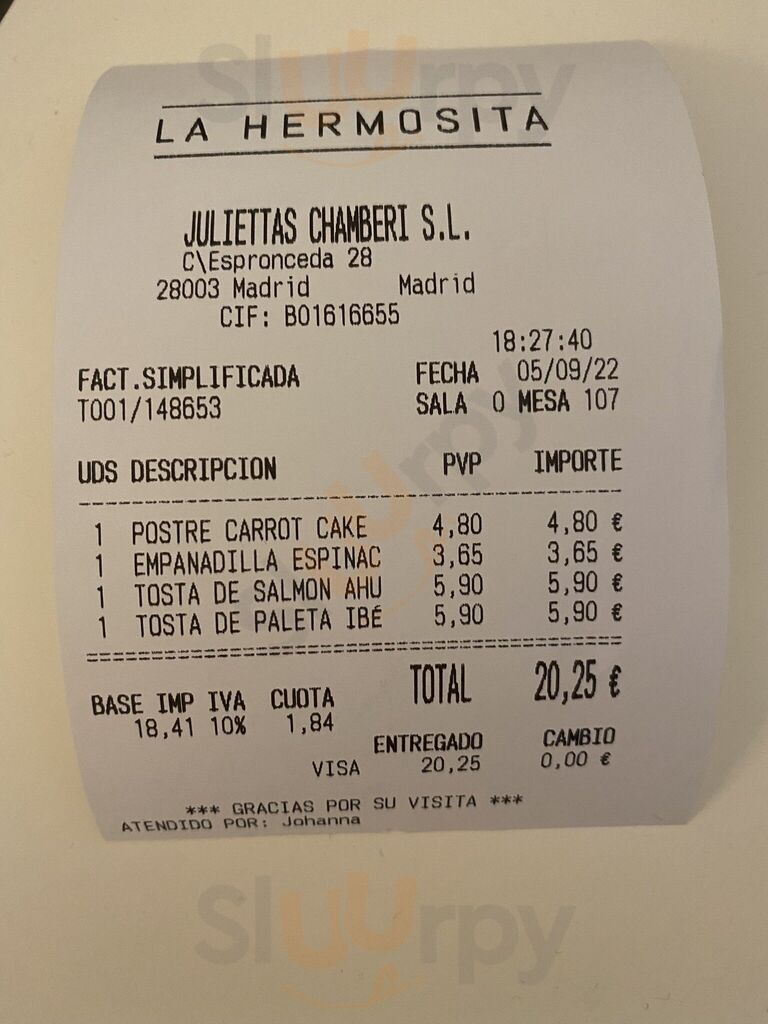 Sluurpy
LA HERMOSITA
JULIETTAS CHAMBERI S.L.
C\Espronceda 28
28003 Madrid Madrid
CIF: B01616655
18:27:40
FACT.SIMPLIFICADA FECHA 05/09/22
T001/148653 SALA 0 MESA 107
Sluurpy
UDS DESCRIPCION PVP IMPORTE
1 POSTRE CARROT CAKE 4,80 4,80 €
1 EMPANADILLA ESPINAC 3,65 3,65 €
1 TOSTA DE SALMON AHU 5,90 5,90 €
1 TOSTA DE PALETA IBÉ 5,90 5,90 €
TOTAL 20,25 €
BASE IMP IVA CUOTA
18,41 10% 1,84
ENTREGADO CAMBIO
VISA 20,25 0,00 €
*** GRACIAS POR SU VISITA ***
ATENDIDO POR: Johanna
Sluurpy